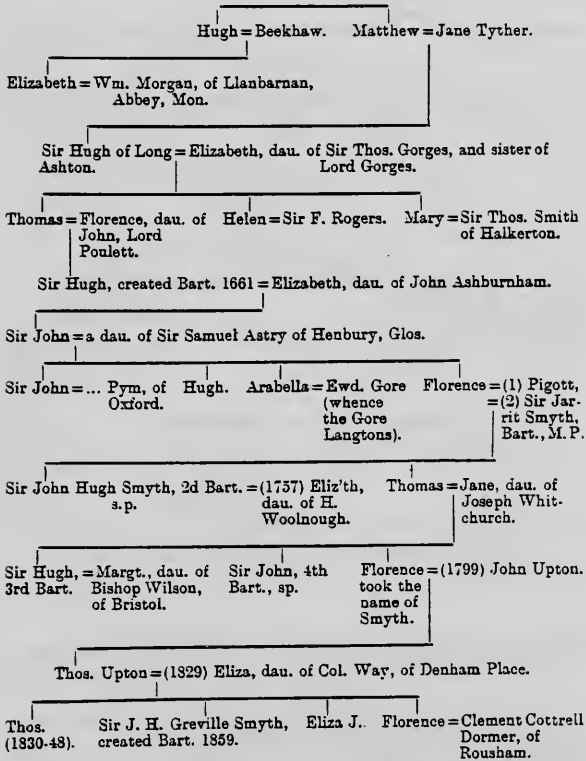 Hugh = Beekhaw. Matthew = Jane Tyther.
Elizabeth = Wm. Morgan, of Llanbarnan,
Abbey, Mon.
Sir Hugh of Long = Elizabeth, dau. of Sir Thos. Gorges, and sister of
Ashton. Lord Gorges.
Thomas = Florence, dau. of Helen = Sir F. Rogers. Mary = Sir Thos. Smith
John, Lord of Halkerton.
Poulett.
Sir Hugh, created Bart. 1661 = Elizabeth, dau. of John Ashburnham.
Sir John = a dau. of Sir Samuel Astry of Henbury, Glos.
Sir John = ... Pym, of Hugh. Arabella = Ewd. Gore Florence = (1) Pigott,
Oxford. (whence = (2) Sir Jar-
the Gore rit Smyth,
Langtons). Bart., M.P.
Sir John Hugh Smyth, 2d Bart. = (1757) Eliz'th, Thomas = Jane, dau. of
s.p. dau. of H. Joseph Whit-
Woolnough. church.
Sir Hugh, = Margt., dau. of Sir John, 4th Florence = (1799) John Upton.
3rd Bart. Bishop Wilson, Bart., sp. took the
of Bristol. name of
Smyth.
Thos. Upton = (1829) Eliza, dau. of Col. Way, of Denham Place.
Thos. Sir J. H. Greville Smyth, Eliza J. Florence = Clement Cottrell
(1830-48). created Bart. 1859. Dormer, of
Rousham.